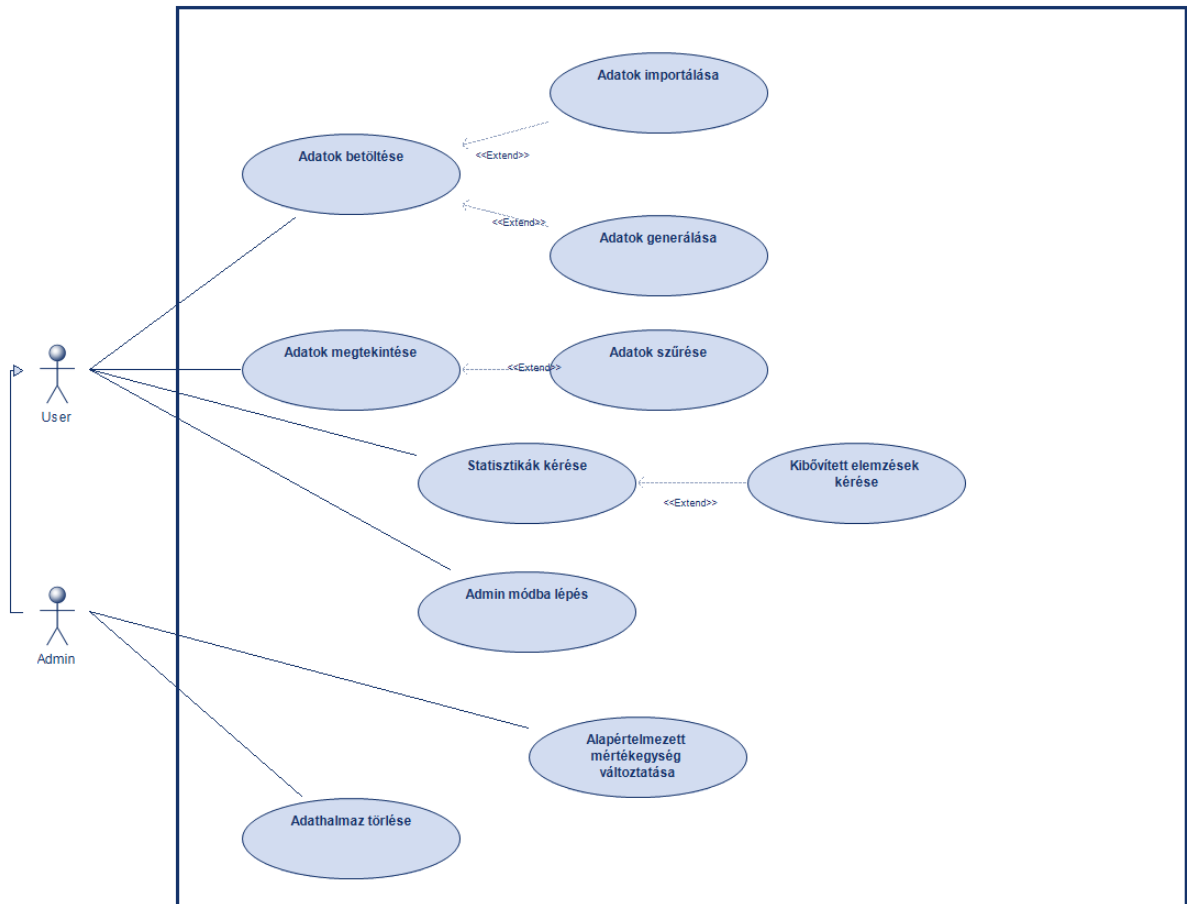 Adatok importálása
Adatok betöltése
<<Extend>>
<<Extend>>
Adatok generálása
Adatok megtekintése
<<Extend>>
Adatok szűrése
User
Statisztikák kérése
<<Extend>>
Kibővített elemzések
kérése
Admin módba lépés
Admin
Alapértelmezett
mértékegység
változtatása
Adathalmaz törlése